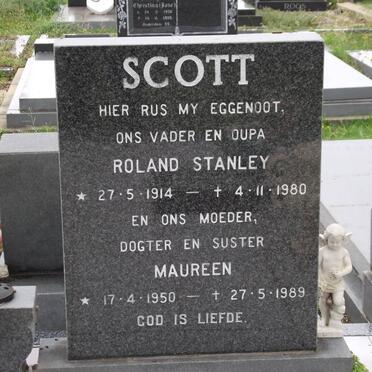 SCOTT
HIER RUS MY EGGENOOT,
ONS VADER EN OUPA
ROLAND STANLEY
★ 27·5·1914 — ✝ 4·11·1980
EN ONS MOEDER,
DOGTER EN SUSTER
MAUREEN
★ 17·4·1950 — ✝ 27·5·1989
GOD IS LIEFDE.
ROOS